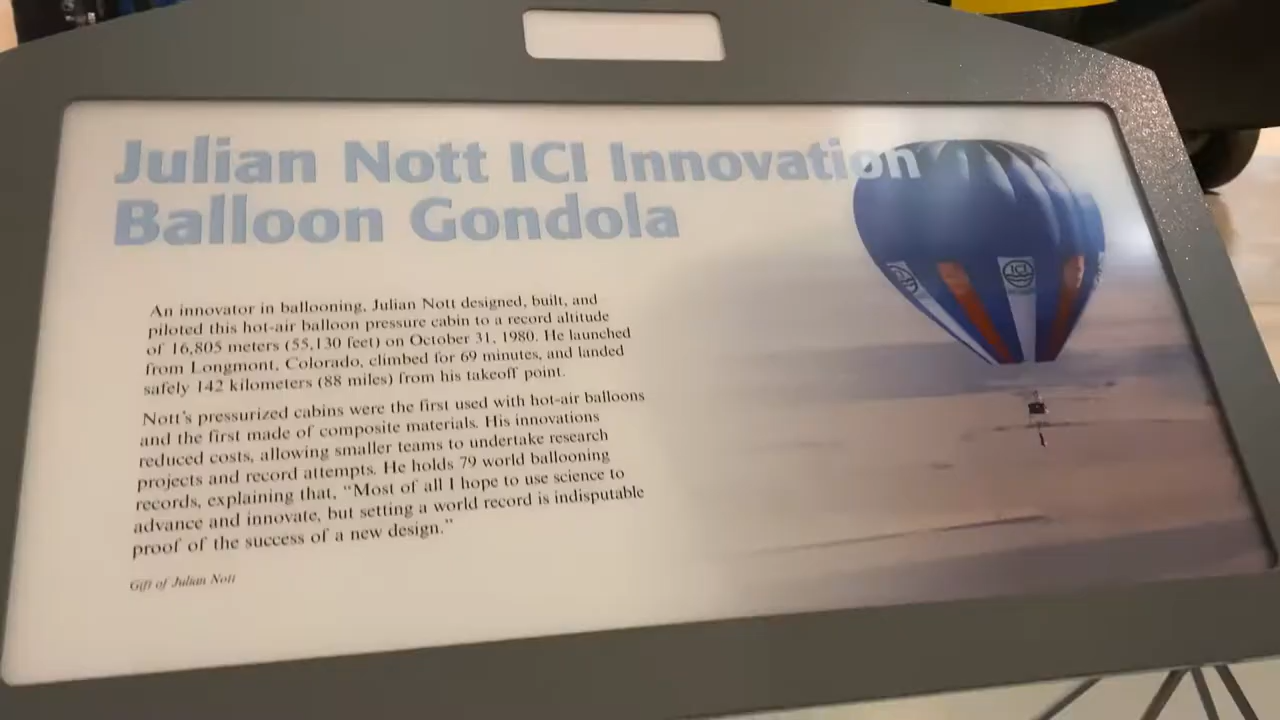 Julian Nott ICI Innovation
Balloon Gondola
An innovator in ballooning, Julian Nott designed, built, and
piloted this hot-air balloon pressure cabin to a record altitude
of 16,805 meters (55,130 feet) on October 31, 1980. He launched
from Longmont, Colorado, climbed for 69 minutes, and landed
safely 142 kilometers (88 miles) from his takeoff point.
Nott's pressurized cabins were the first used with hot-air balloons
and the first made of composite materials. His innovations
reduced costs, allowing smaller teams to undertake research
projects and record attempts. He holds 79 world ballooning
records, explaining that, “Most of all I hope to use science to
advance and innovate, but setting a world record is indisputable
proof of the success of a new design.”
Gift of Julian Nott
ICI